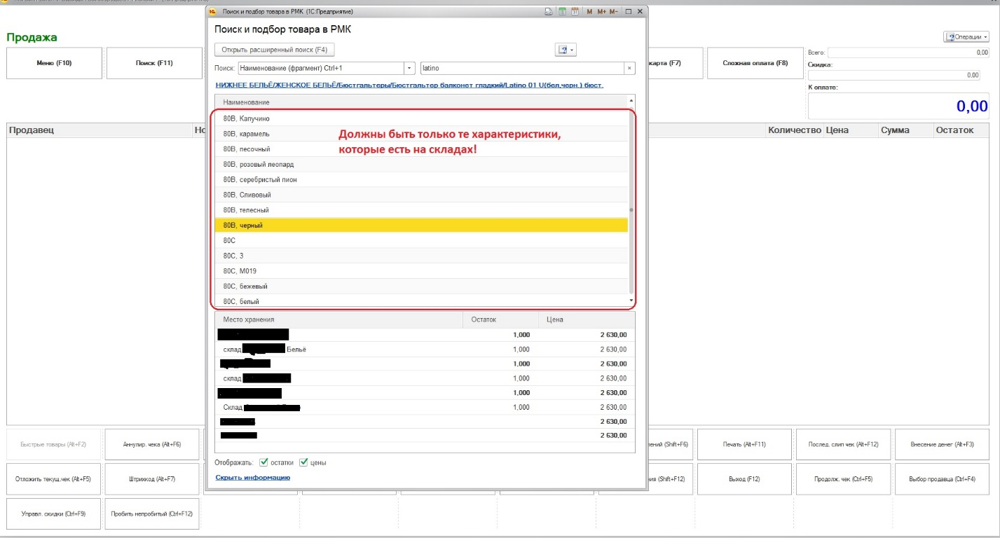 Поиск и подбор товара в РМК (1С:Предприятие)
M M+ M-
Поиск и подбор товара в РМК
Продажа
Операции
Открыть расширенный поиск (F4)
Меню (F10)
Поиск (F11)
карта (F7)
Сложная оплата (F8)
Всего: 0,00
Скидка:
0,00
К оплате:
0,00
Поиск: Наименование (фрагмент) Ctrl+1 latino
НИЖНЕЕ БЕЛЬЁ/ЖЕНСКОЕ БЕЛЬЁ/Бюстгальтеры/Бюстгальтер балконет гладкий/Latino 01 U(бел,черн.) бюст.
Наименование
Продавец
Но
Количество Цена Сумма Остаток
80B, Капучино
80B, карамель
80B, песочный
80B, розовый леопард
80B, серебристый пион
80B, Сливовый
80B, телесный
80B, черный
80C
80C, 3
80C, M019
80C, бежевый
80C, белый
Должны быть только те характеристики,
которые есть на складах!
Место хранения Остаток Цена
1,000 2 630,00
склад Бельё 1,000 2 630,00
1,000 2 630,00
склад 1,000 2 630,00
1,000 2 630,00
Склад 1,000 2 630,00
2 630,00
2 630,00
Отображать: остатки цены
Скрыть информацию
Быстрые товары (Alt+F2)
Аннулир. чека (Alt+F6)
лений (Shift+F6)
Печать (Alt+F11)
Послед. слип чек (Alt+F12)
Внесение денег (Alt+F3)
Отложить текущ.чек (Alt+F5)
Штрихкод (Alt+F7)
ия (Shift+F12)
Выход (F12)
Продолж. чек (Ctrl+F5)
Выбор продавца (Ctrl+F4)
Управл. скидки (Ctrl+F9)
Пробить непробитый (Ctrl+F12)